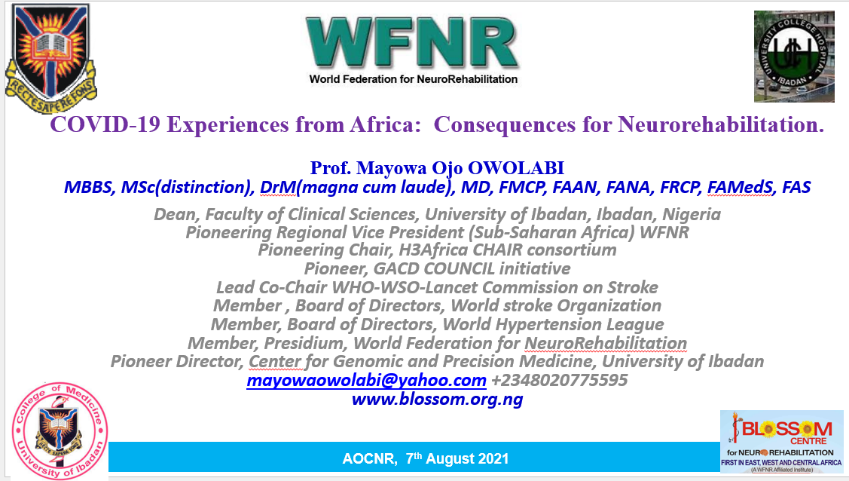 WFNR
World Federation for NeuroRehabilitation
RECTE SAPERE FONS
UNIVERSITY COLLEGE HOSPITAL
UCH
IBADAN
COVID-19 Experiences from Africa: Consequences for Neurorehabilitation.
Prof. Mayowa Ojo OWOLABI
MBBS, MSc(distinction), DrM(magna cum laude), MD, FMCP, FAAN, FANA, FRCP, FAMedS, FAS
Dean, Faculty of Clinical Sciences, University of Ibadan, Ibadan, Nigeria
Pioneering Regional Vice President (Sub-Saharan Africa) WFNR
Pioneering Chair, H3Africa CHAIR consortium
Pioneer, GACD COUNCIL initiative
Lead Co-Chair WHO-WSO-Lancet Commission on Stroke
Member , Board of Directors, World stroke Organization
Member, Board of Directors, World Hypertension League
Member, Presidium, World Federation for NeuroRehabilitation
Pioneer Director, Center for Genomic and Precision Medicine, University of Ibadan
mayowaowolabi@yahoo.com +2348020775595
www.blossom.org.ng
College of Medicine
University of Ibadan
AOCNR, 7th August 2021
BLOSSOM
CENTRE
for NEUROREHABILITATION
FIRST IN EAST, WEST AND CENTRAL AFRICA
(A WFNR Affiliated Institute)